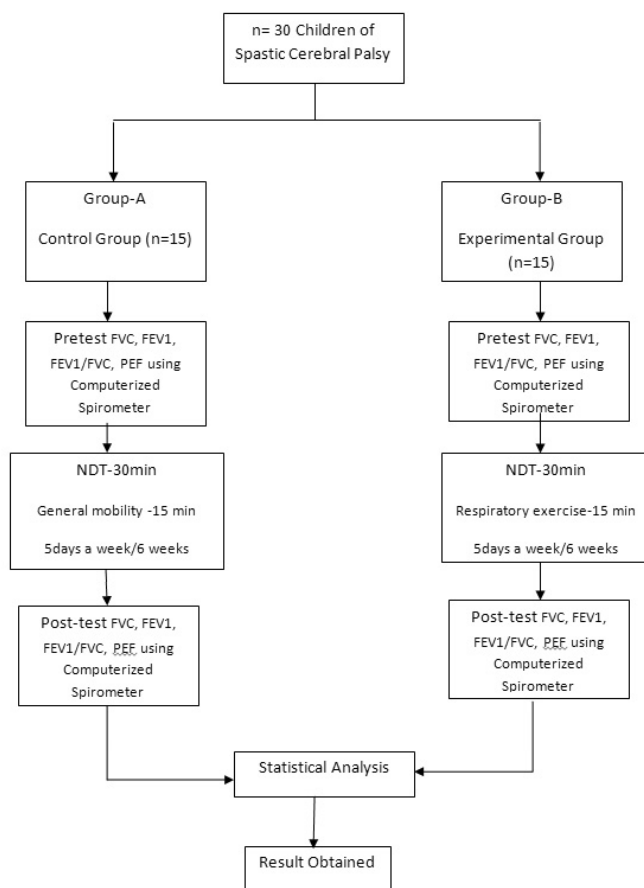 n= 30 Children of
Spastic Cerebral Palsy
Group-A
Control Group (n=15)
Group-B
Experimental Group
(n=15)
Pretest FVC, FEV1,
FEV1/FVC, PEF using
Computerized
Spirometer
Pretest FVC, FEV1,
FEV1/FVC, PEF using
Computerized
Spirometer
NDT-30min
General mobility -15 min
5days a week/6 weeks
NDT-30min
Respiratory exercise-15 min
5days a week/6 weeks
Post-test FVC, FEV1,
FEV1/FVC, PEF using
Computerized
Spirometer
Post-test FVC, FEV1,
FEV1/FVC, PEF using
Computerized
Spirometer
Statistical Analysis
Result Obtained